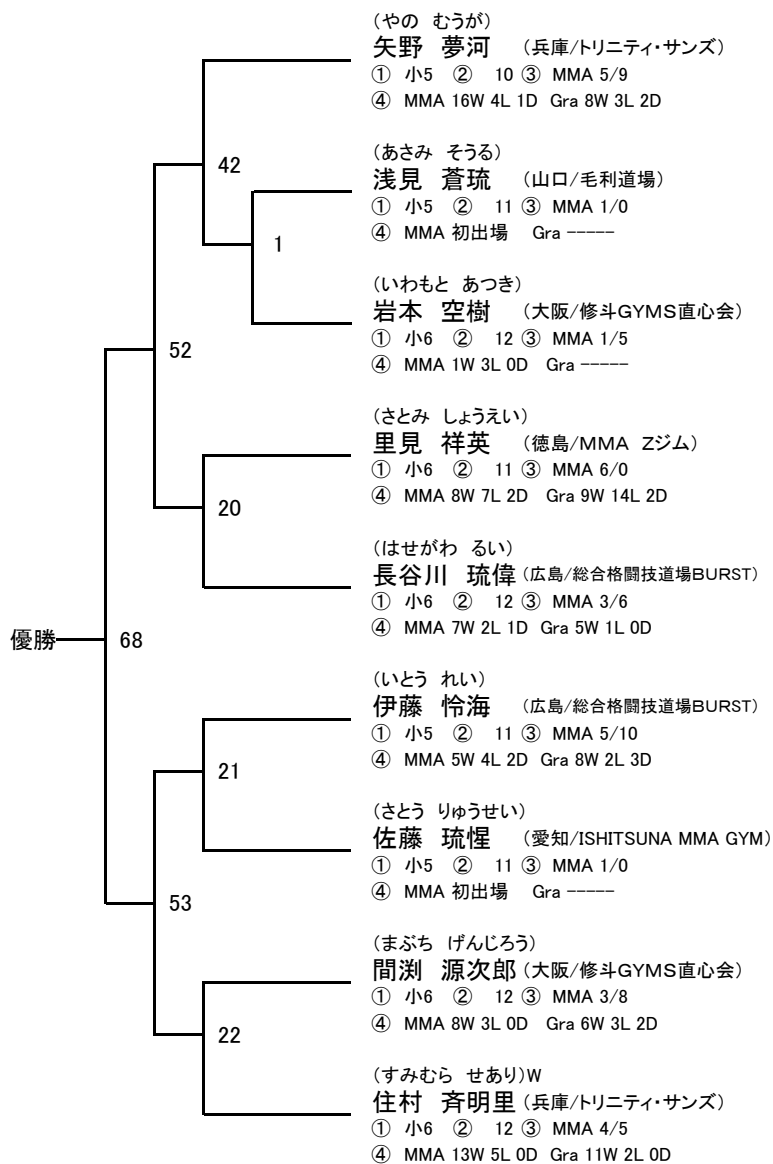 (やの むうが)
矢野 夢河 (兵庫/トリニティ・サンズ)
① 小5 ② 10 ③ MMA 5/9
④ MMA 16W 4L 1D Gra 8W 3L 2D
42
(あさみ そうる)
浅見 蒼琉 (山口/毛利道場)
① 小5 ② 11 ③ MMA 1/0
④ MMA 初出場 Gra -----
1
(いわもと あつき)
岩本 空樹 (大阪/修斗GYMS直心会)
① 小6 ② 12 ③ MMA 1/5
④ MMA 1W 3L 0D Gra -----
52
(さとみ しょうえい)
里見 祥英 (徳島/MMA Zジム)
① 小6 ② 11 ③ MMA 6/0
④ MMA 8W 7L 2D Gra 9W 14L 2D
20
(はせがわ るい)
長谷川 琉偉 (広島/総合格闘技道場BURST)
① 小6 ② 12 ③ MMA 3/6
④ MMA 7W 2L 1D Gra 5W 1L 0D
優勝 68
(いとう れい)
伊藤 怜海 (広島/総合格闘技道場BURST)
① 小5 ② 11 ③ MMA 5/10
④ MMA 5W 4L 2D Gra 8W 2L 3D
21
(さとう りゅうせい)
佐藤 琉惺 (愛知/ISHITSUNA MMA GYM)
① 小5 ② 11 ③ MMA 1/0
④ MMA 初出場 Gra -----
53
(まぶち げんじろう)
間渕 源次郎 (大阪/修斗GYMS直心会)
① 小6 ② 12 ③ MMA 3/8
④ MMA 8W 3L 0D Gra 6W 3L 2D
22
(すみむら せあり)W
住村 斉明里 (兵庫/トリニティ・サンズ)
① 小6 ② 12 ③ MMA 4/5
④ MMA 13W 5L 0D Gra 11W 2L 0D